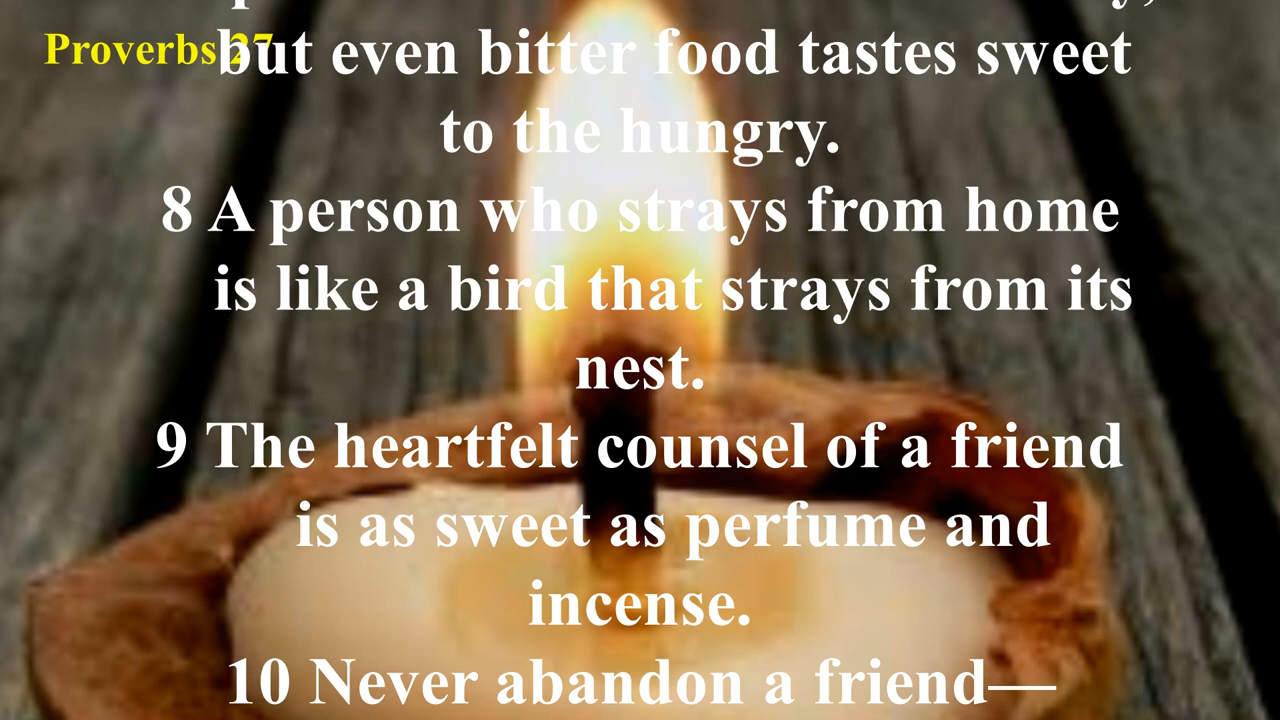 Proverbs 27
but even bitter food tastes sweet
to the hungry.
8 A person who strays from home
is like a bird that strays from its
nest.
9 The heartfelt counsel of a friend
is as sweet as perfume and
incense.
10 Never abandon a friend—